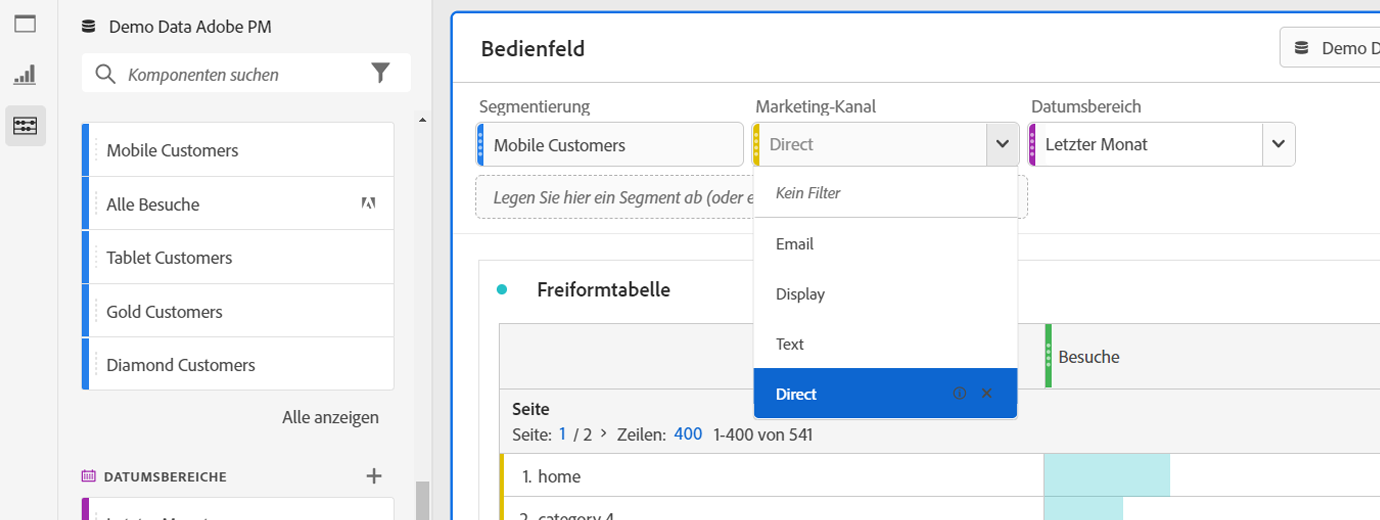 Demo Data Adobe PM
Komponenten suchen
Mobile Customers
Alle Besuche
Tablet Customers
Gold Customers
Diamond Customers
Alle anzeigen
DATUMSBEREICHE
Bedienfeld
Demo D
Segmentierung
Marketing-Kanal
Datumsbereich
Mobile Customers
Direct
Letzter Monat
Legen Sie hier ein Segment ab (oder e
Kein Filter
Email
Display
Text
Direct
Freiformtabelle
Besuche
Seite
Seite: 1 / 2 > Zeilen: 400 1-400 von 541
1. home
2. category 4